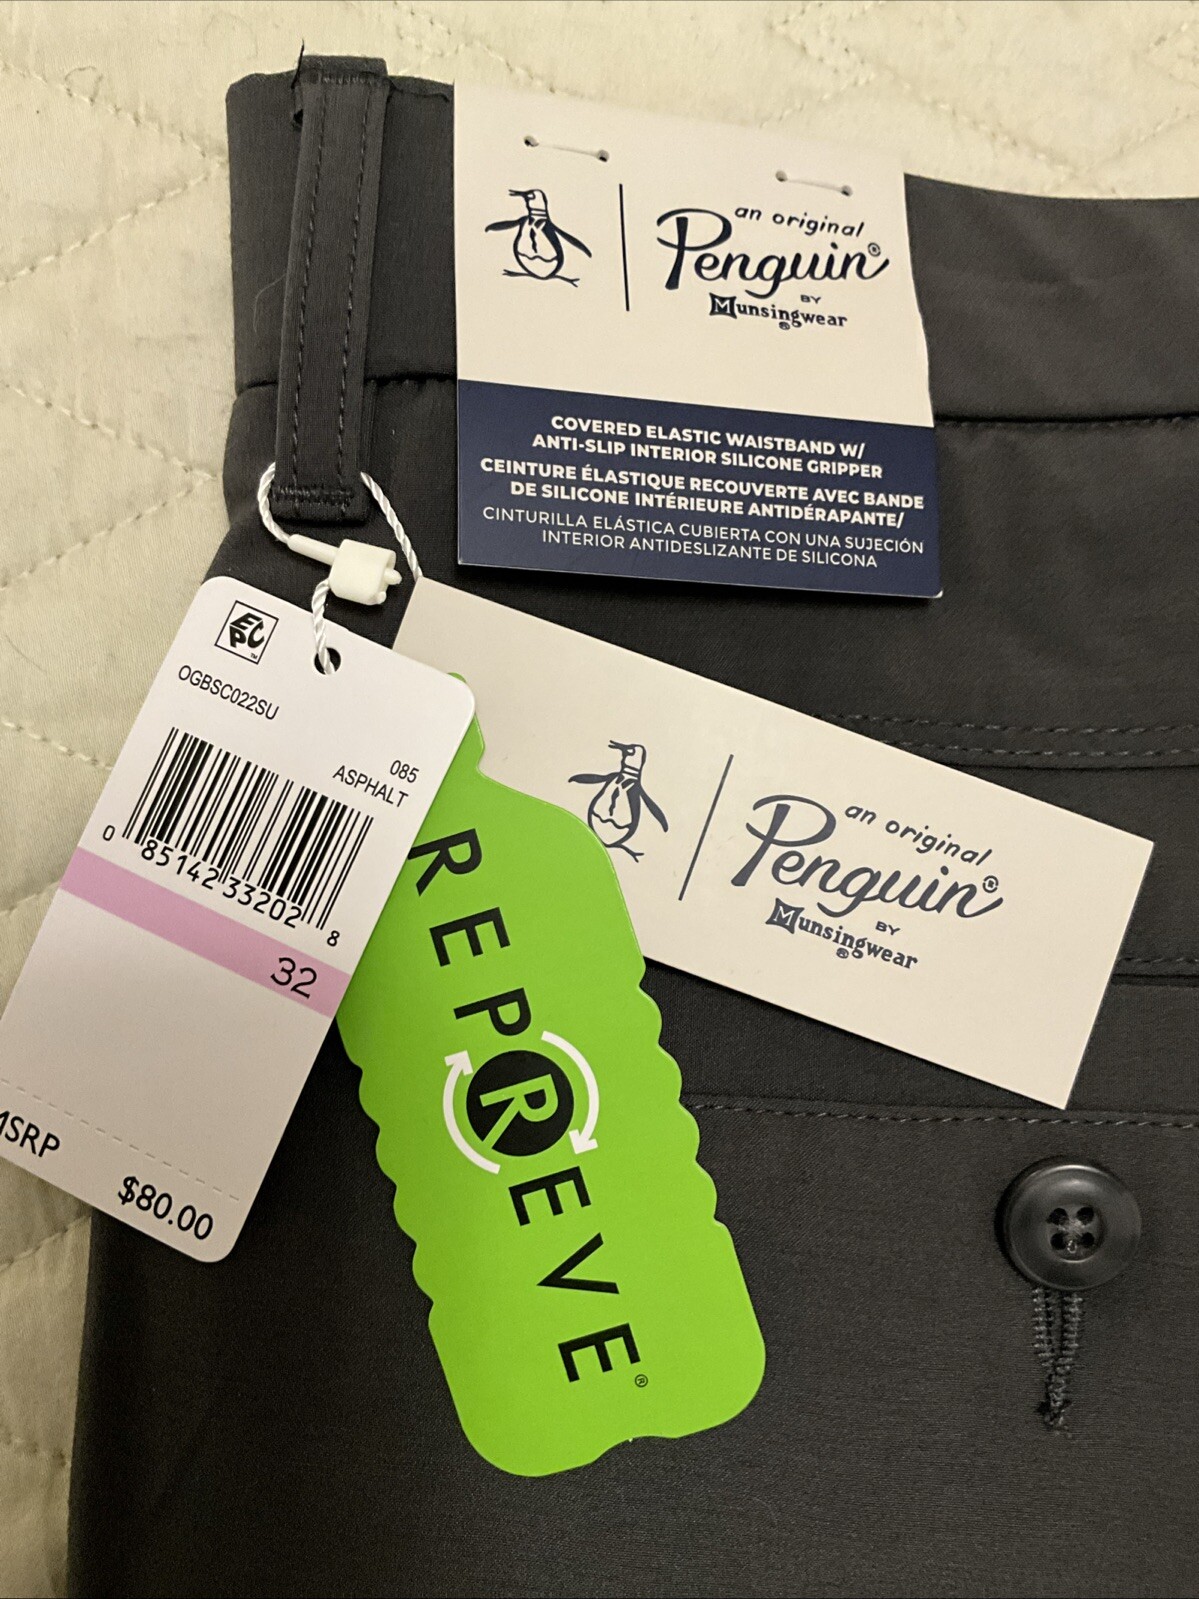 an original
Penguin®
BY
Munsingwear
®
COVERED ELASTIC WAISTBAND W/
ANTI-SLIP INTERIOR SILICONE GRIPPER
CEINTURE ÉLASTIQUE RECOUVERTE AVEC BANDE
DE SILICONE INTÉRIEURE ANTIDÉRAPANTE/
CINTURILLA ELÁSTICA CUBIERTA CON UNA SUJECIÓN
INTERIOR ANTIDESLIZANTE DE SILICONA
EPC™
OGBSC022SU
085
ASPHALT
0 85142 33202 8
32
MSRP
$80.00
REPREVE®
an original
Penguin®
BY
Munsingwear
®